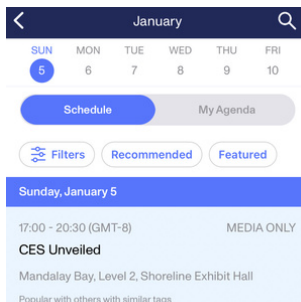 January
SUN MON TUE WED THU FRI
5 6 7 8 9 10
Schedule My Agenda
Filters Recommended Featured
Sunday, January 5
17:00 - 20:30 (GMT-8) MEDIA ONLY
CES Unveiled
Mandalay Bay, Level 2, Shoreline Exhibit Hall
Popular with others with similar tags